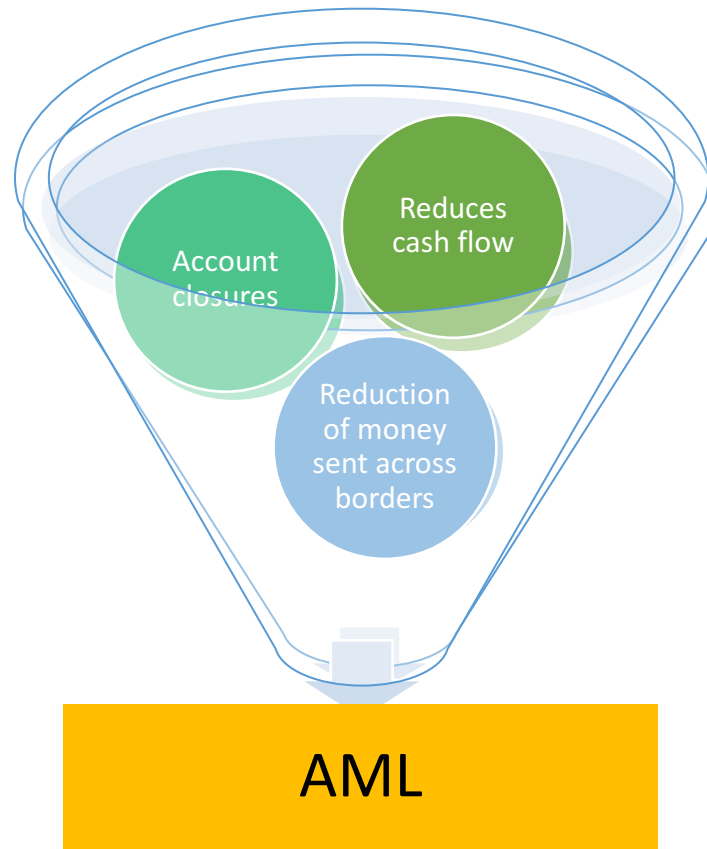 Reduces
cash flow
Account
closures
Reduction
of money
sent across
borders
AML